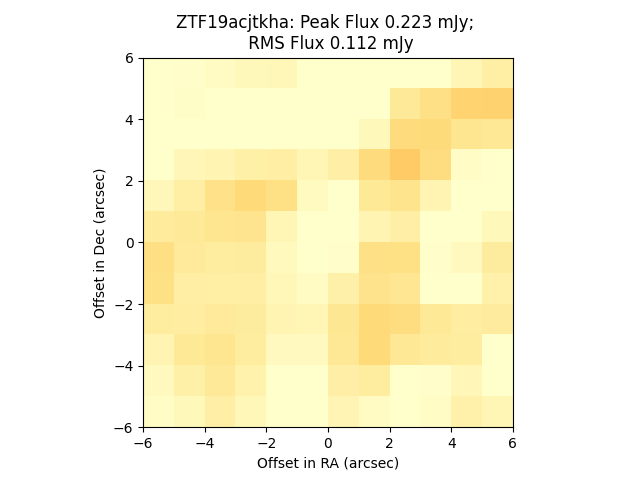 ZTF19acjtkha: Peak Flux 0.223 mJy;
RMS Flux 0.112 mJy
6
4
2
0
−2
−4
−6
Offset in Dec (arcsec)
−6 −4 −2 0 2 4 6
Offset in RA (arcsec)